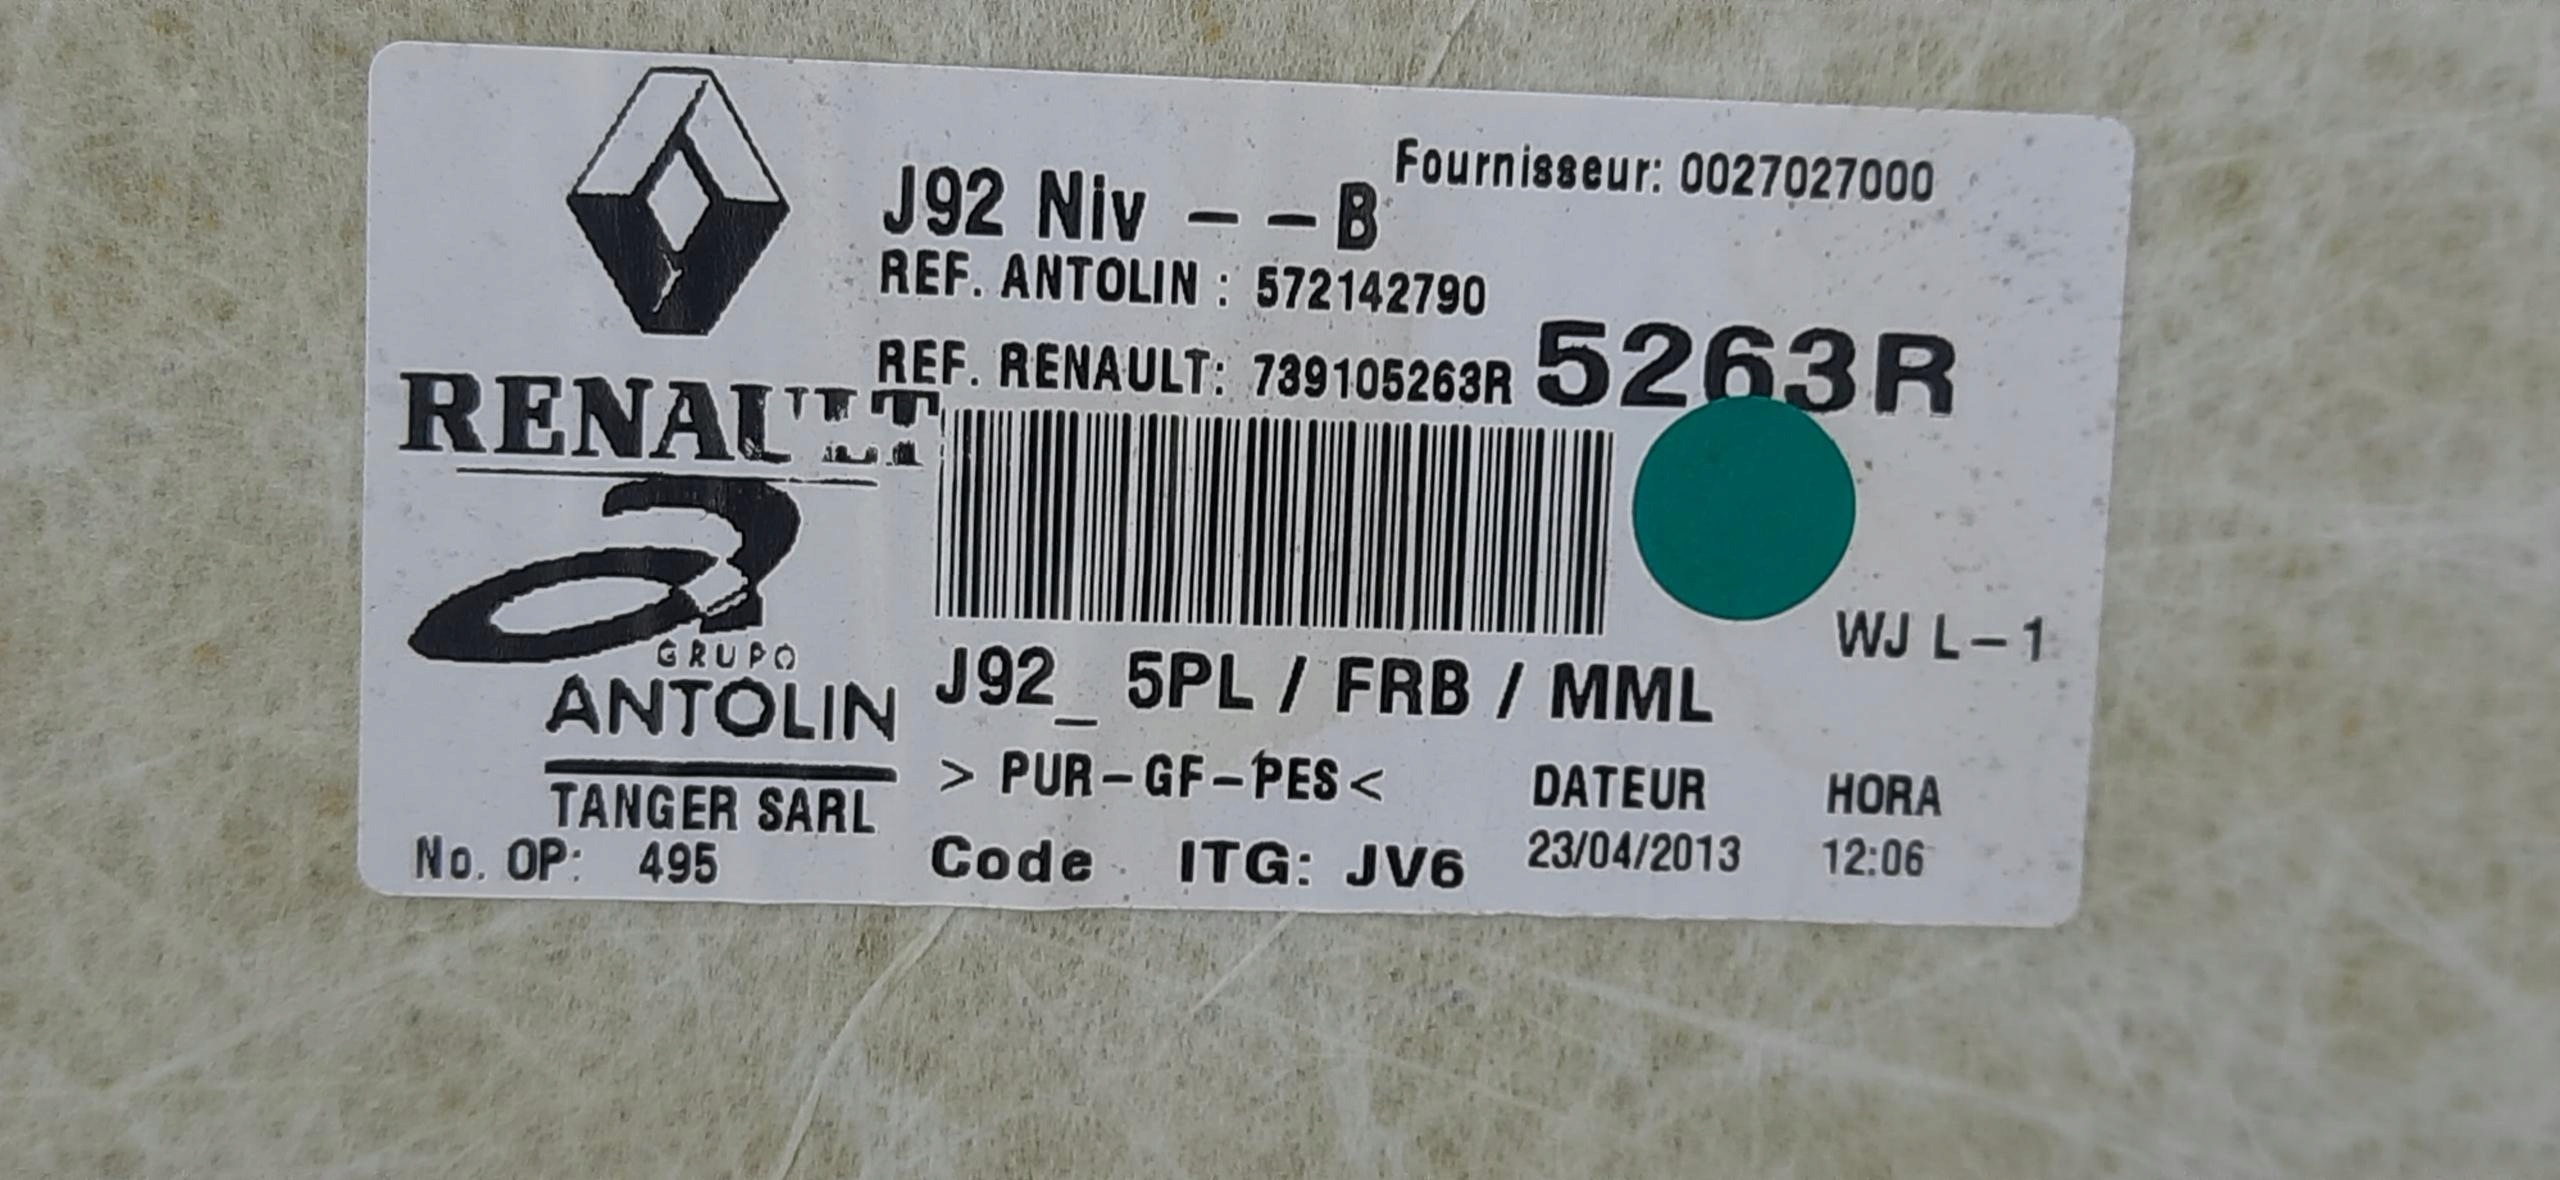 Fournisseur: 0027027000
J92 Niv - - B
REF. ANTOLIN : 572142790
REF. RENAULT: 739105263R 5263R
RENAULT
WJ L-1
GRUPO
ANTOLIN
J92_ 5PL / FRB / MML
> PUR-GF-PES <
DATEUR HORA
TANGER SARL
No. OP: 495
Code ITG: JV6
23/04/2013 12:06